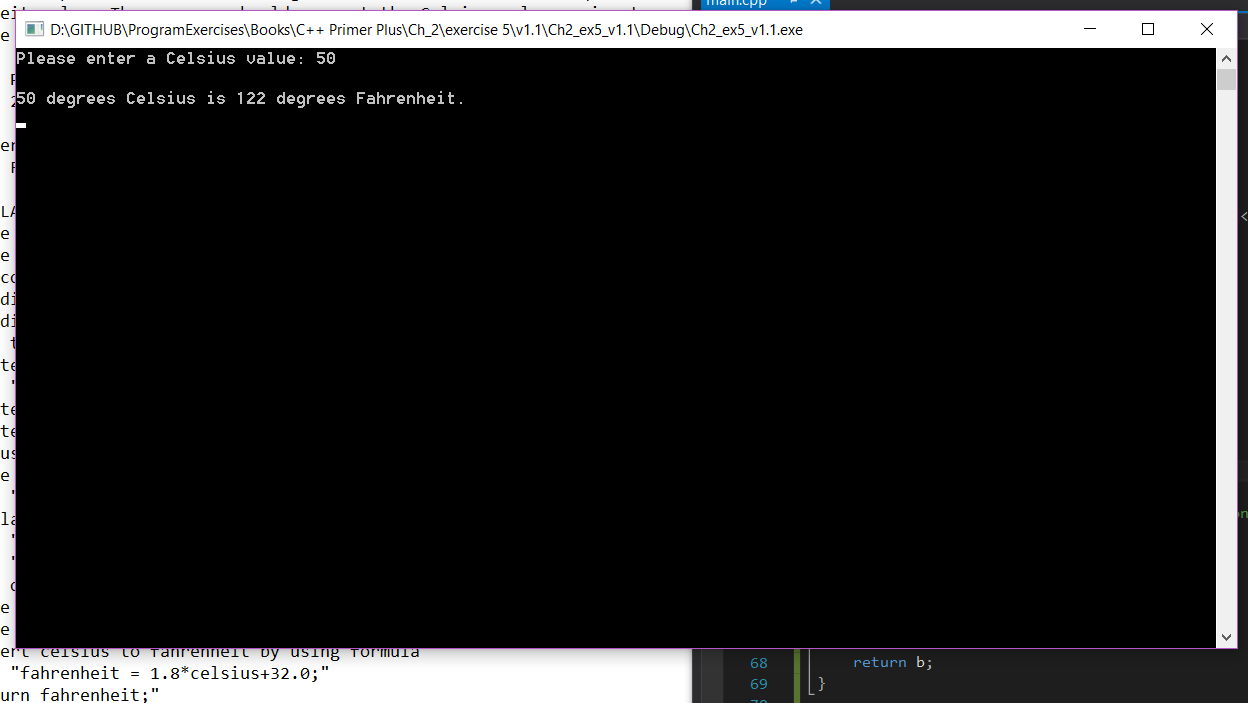 main.cpp
D:\GITHUB\ProgramExercises\Books\C++ Primer Plus\Ch_2\exercise 5\v1.1\Ch2_ex5_v1.1\Debug\Ch2_ex5_v1.1.exe
Please enter a Celsius value: 50
50 degrees Celsius is 122 degrees Fahrenheit.
ert celsius to fahrenheit by using formula
"fahrenheit = 1.8*celsius+32.0;"
urn fahrenheit;"
68 return b;
69 }